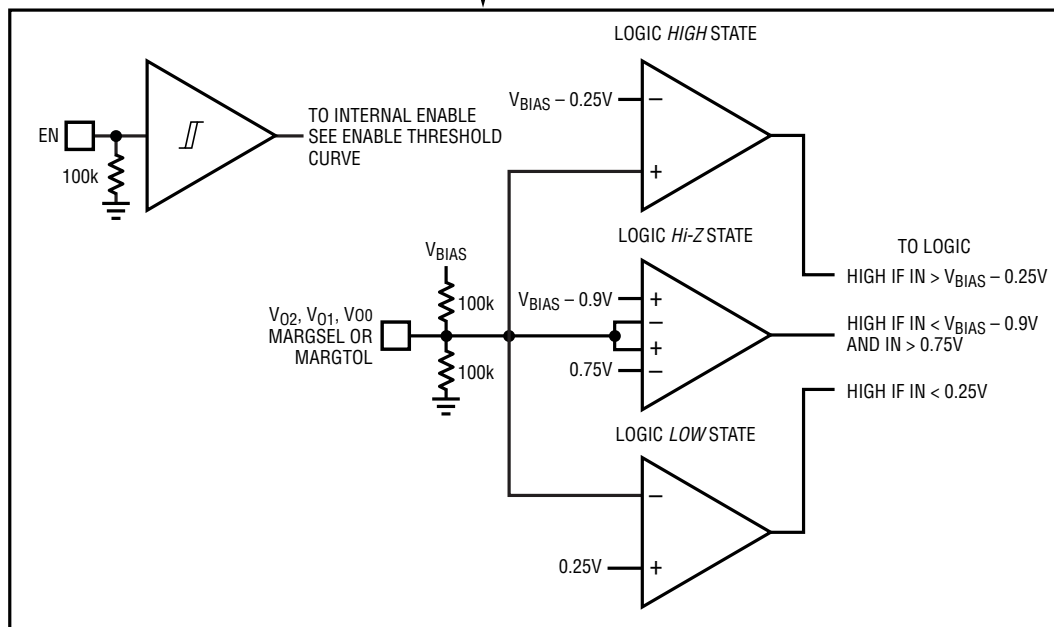 LOGIC HIGH STATE
VBIAS – 0.25V
–
+
EN
100k
TO INTERNAL ENABLE
SEE ENABLE THRESHOLD
CURVE
LOGIC Hi-Z STATE
TO LOGIC
HIGH IF IN > VBIAS – 0.25V
VBIAS
100k
VBIAS – 0.9V
+
–
+
–
0.75V
HIGH IF IN < VBIAS – 0.9V
AND IN > 0.75V
VO2, VO1, VOO
MARGSEL OR
MARGTOL
100k
HIGH IF IN < 0.25V
LOGIC LOW STATE
–
0.25V
+